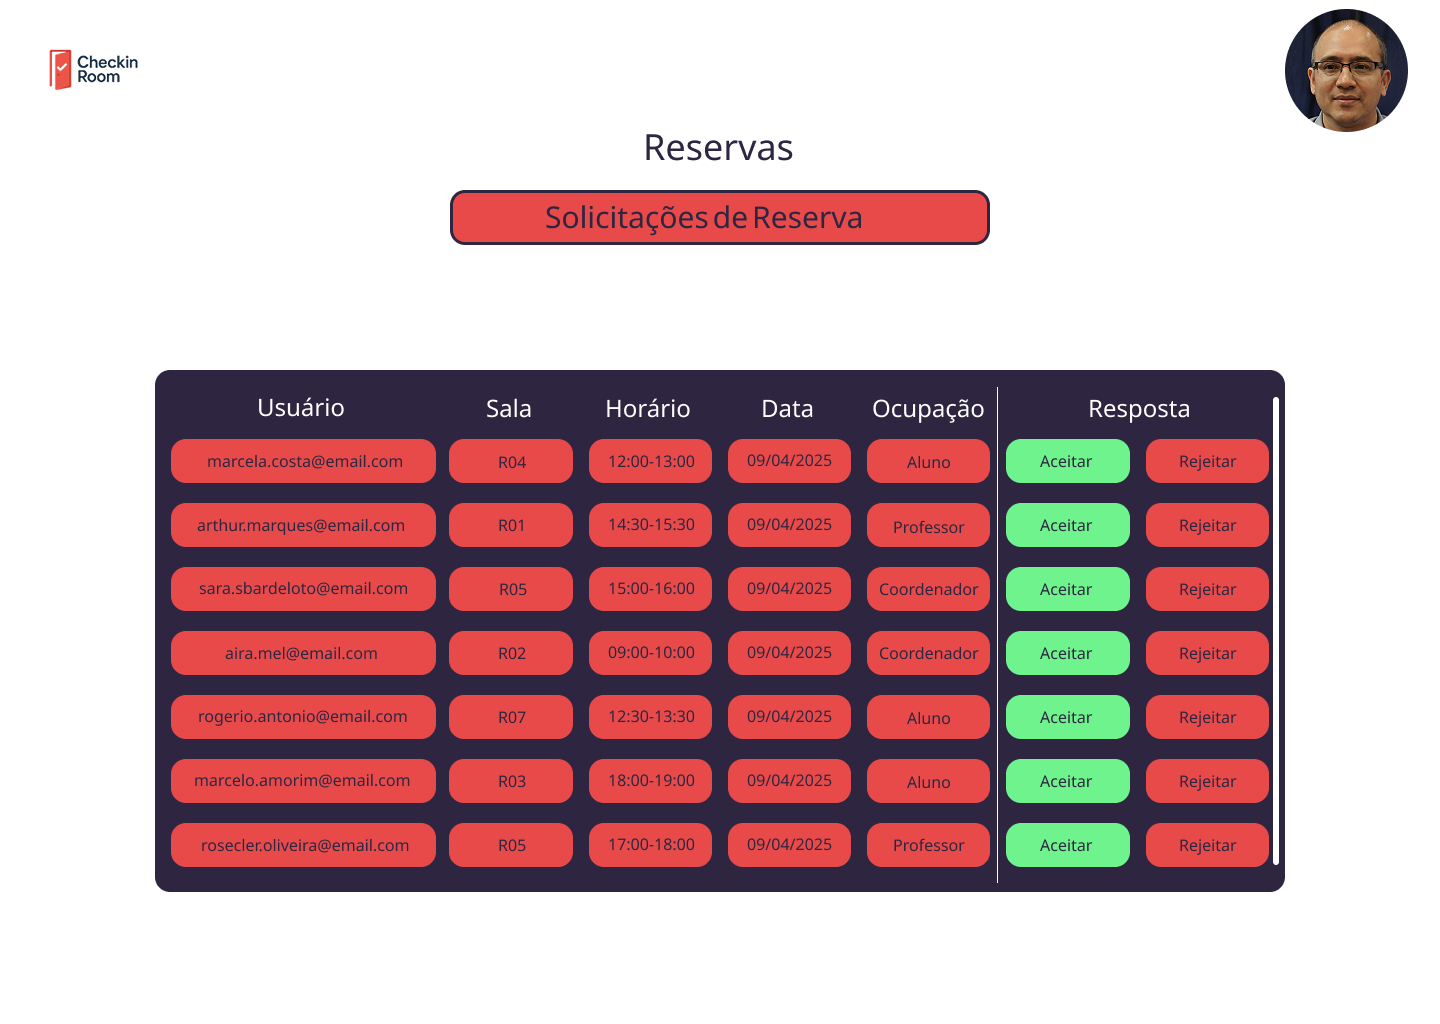 Checkin
Room
Reservas
Solicitações de Reserva
Usuário Sala Horário Data Ocupação Resposta
marcela.costa@email.com R04 12:00-13:00 09/04/2025 Aluno Aceitar Rejeitar
arthur.marques@email.com R01 14:30-15:30 09/04/2025 Professor Aceitar Rejeitar
sara.sbardeloto@email.com R05 15:00-16:00 09/04/2025 Coordenador Aceitar Rejeitar
aira.mel@email.com R02 09:00-10:00 09/04/2025 Coordenador Aceitar Rejeitar
rogerio.antonio@email.com R07 12:30-13:30 09/04/2025 Aluno Aceitar Rejeitar
marcelo.amorim@email.com R03 18:00-19:00 09/04/2025 Aluno Aceitar Rejeitar
rosecler.oliveira@email.com R05 17:00-18:00 09/04/2025 Professor Aceitar Rejeitar